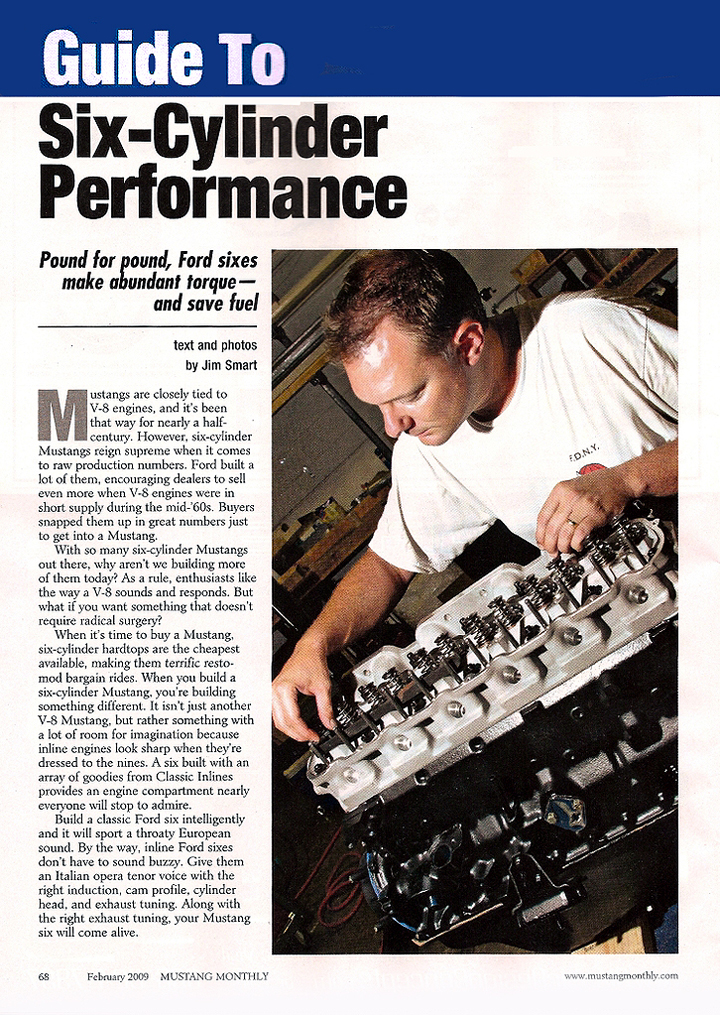 Guide To
Six-Cylinder
Performance
Pound for pound, Ford sixes
make abundant torque—
and save fuel
text and photos
by Jim Smart
Mustangs are closely tied to
V-8 engines, and it's been
that way for nearly a half-
century. However, six-cylinder
Mustangs reign supreme when it comes
to raw production numbers. Ford built a
lot of them, encouraging dealers to sell
even more when V-8 engines were in
short supply during the mid-'60s. Buyers
snapped them up in great numbers just
to get into a Mustang.
With so many six-cylinder Mustangs
out there, why aren't we building more
of them today? As a rule, enthusiasts like
the way a V-8 sounds and responds. But
what if you want something that doesn't
require radical surgery?
When it's time to buy a Mustang,
six-cylinder hardtops are the cheapest
available, making them terrific resto-
mod bargain rides. When you build a
six-cylinder Mustang, you're building
something different. It isn't just another
V-8 Mustang, but rather something with
a lot of room for imagination because
inline engines look sharp when they're
dressed to the nines. A six built with an
array of goodies from Classic Inlines
provides an engine compartment nearly
everyone will stop to admire.
Build a classic Ford six intelligently
and it will sport a throaty European
sound. By the way, inline Ford sixes
don't have to sound buzzy. Give them
an Italian opera tenor voice with the
right induction, cam profile, cylinder
head, and exhaust tuning. Along with
the right exhaust tuning, your Mustang
six will come alive.
F.D.N.Y.
68 February 2009 MUSTANG MONTHLY
www.mustangmonthly.com